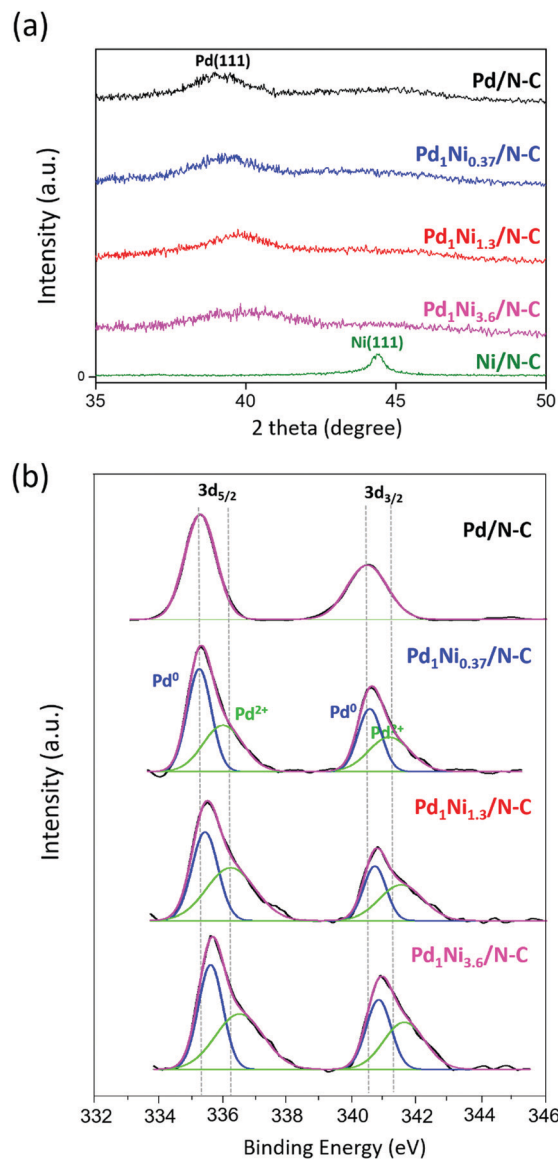 (a)
Pd(111)
Pd/N-C
Pd₁Ni₀.₃₇/N-C
Pd₁Ni₁.₃/N-C
Pd₁Ni₃.₆/N-C
Ni(111)
Ni/N-C
Intensity (a.u.)
0
35 40 45 50
2 theta (degree)
(b)
3d₅/₂ 3d₃/₂
Pd/N-C
Pd₁Ni₀.₃₇/N-C
Pd⁰ Pd²⁺ Pd⁰ Pd²⁺
Pd₁Ni₁.₃/N-C
Pd₁Ni₃.₆/N-C
Intensity (a.u.)
332 334 336 338 340 342 344 346
Binding Energy (eV)